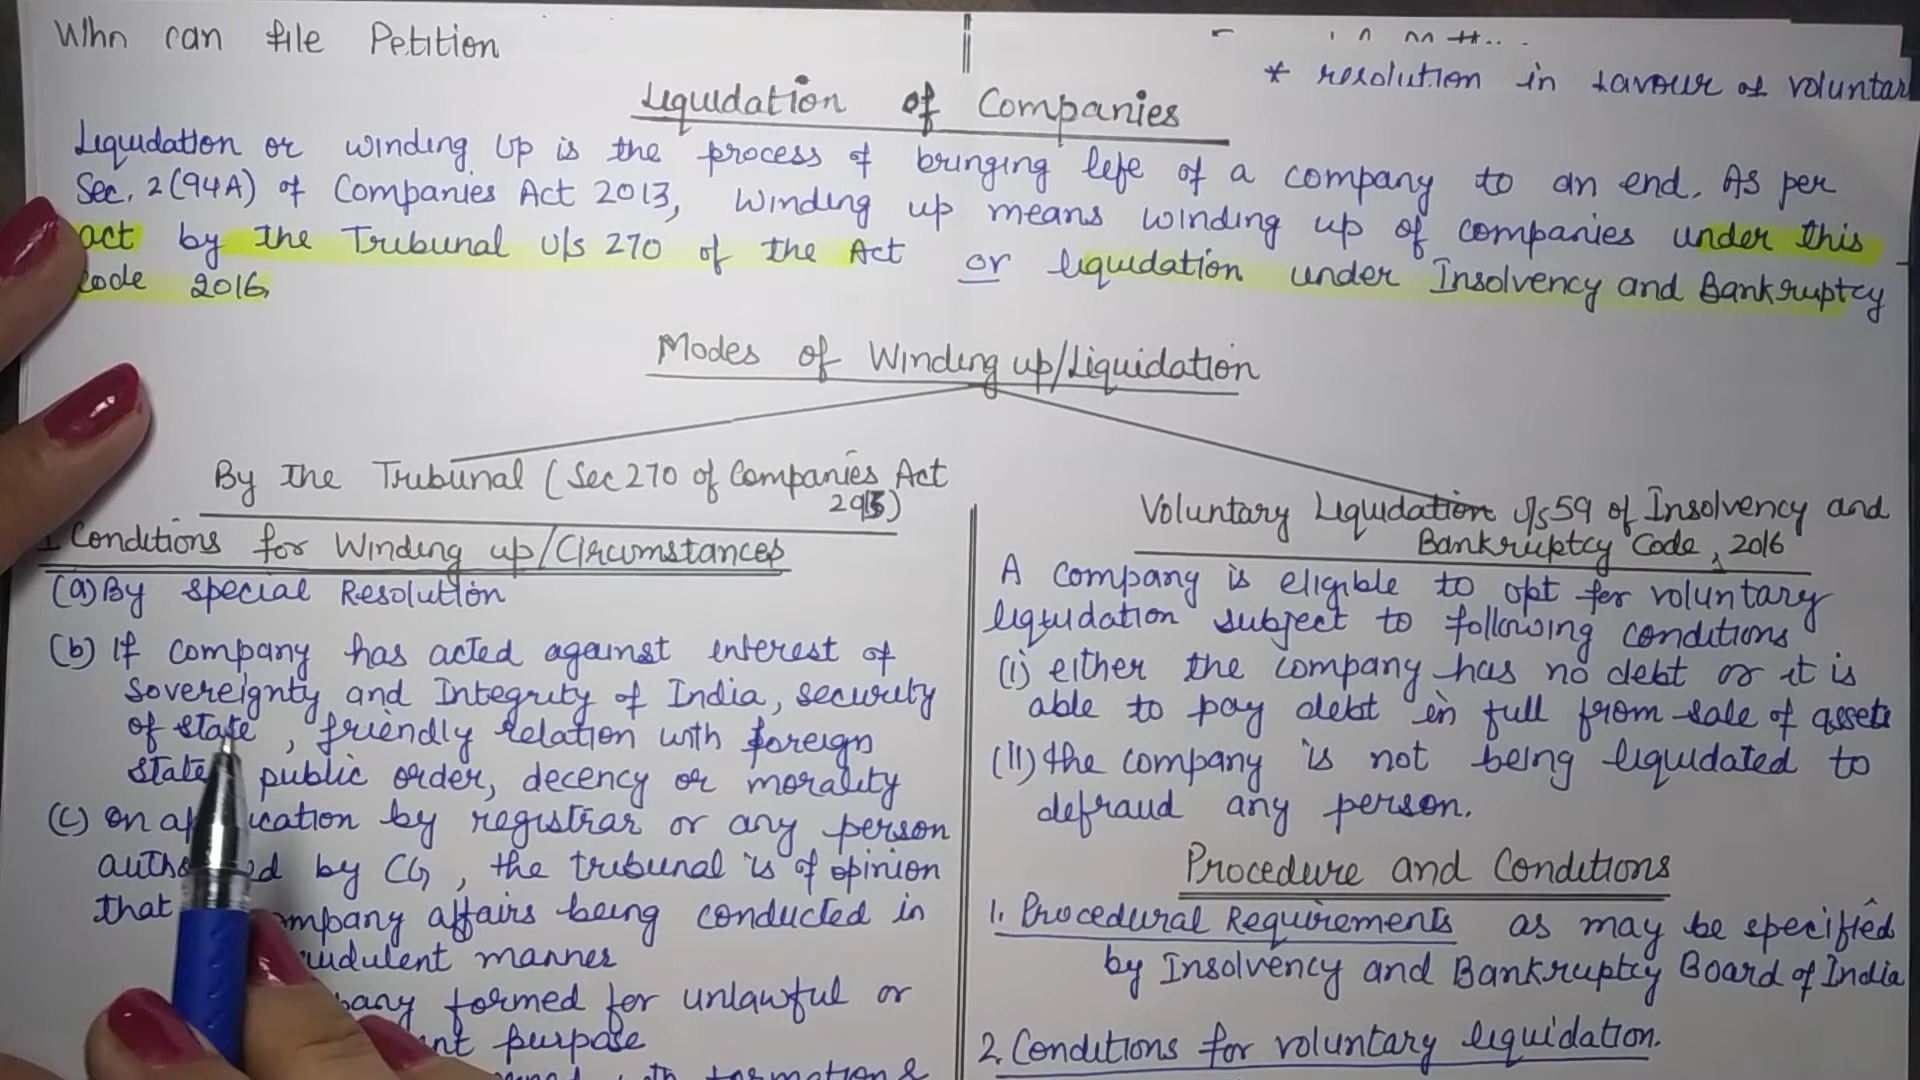 Who can file Petition
* resolution in favour of voluntar
Liquidation of Companies
Liquidation or winding up is the process of bringing life of a company to an end. As per
Sec. 2(94A) of Companies Act 2013, winding up means winding up of companies under this
act by the Tribunal u/s 270 of the Act or liquidation under Insolvency and Bankruptcy
Code 2016,
Modes of Winding up/Liquidation
By the Tribunal (Sec 270 of Companies Act
2013)
1. Conditions for Winding up/Circumstances
(a) By special Resolution
(b) If company has acted against interest of
sovereignty and Integrity of India, security
of state, friendly relation with foreign
state public order, decency or morality
(c) on application by registrar or any person
by CG, the tribunal is of opinion
that company affairs being conducted in
manner
formed for unlawful or
purpose
Voluntary Liquidation u/s 59 of Insolvency and
Bankruptcy Code, 2016
A company is eligible to opt for voluntary
liquidation subject to following conditions
(i) either the company has no debt or it is
able to pay debt in full from sale of assets
(ii) the company is not being liquidated to
defraud any person.
Procedure and Conditions
1. Procedural Requirements as may be specified
by Insolvency and Bankruptcy Board of India
2. Conditions for voluntary liquidation.